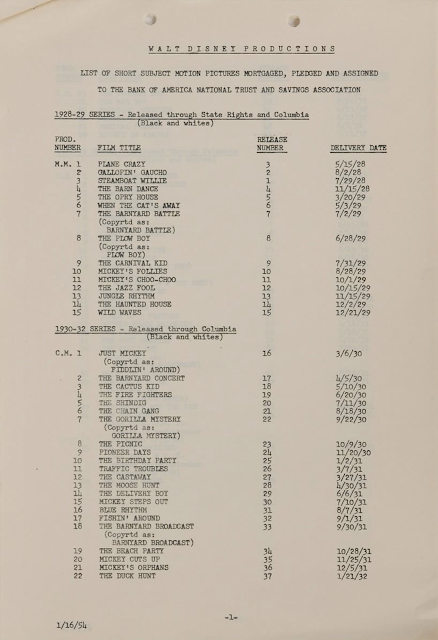 WALT DISNEY PRODUCTIONS
LIST OF SHORT SUBJECT MOTION PICTURES MORTGAGED, PLEDGED AND ASSIGNED
TO THE BANK OF AMERICA NATIONAL TRUST AND SAVINGS ASSOCIATION
1928-29 SERIES - Released through State Rights and Columbia
(Black and whites)
PROD. RELEASE
NUMBER FILM TITLE NUMBER DELIVERY DATE
M.M. 1 PLANE CRAZY 3 5/15/28
2 GALLOPIN' GAUCHO 2 8/2/28
3 STEAMBOAT WILLIE 1 7/29/28
4 THE BARN DANCE 4 11/15/28
5 THE OPRY HOUSE 5 3/20/29
6 WHEN THE CAT'S AWAY 6 5/3/29
7 THE BARNYARD BATTLE 7 7/2/29
(Copyrtd as:
BARNYARD BATTLE)
8 THE PLOW BOY 8 6/28/29
(Copyrtd as:
PLOW BOY)
9 THE CARNIVAL KID 9 7/31/29
10 MICKEY'S FOLLIES 10 8/28/29
11 MICKEY'S CHOO-CHOO 11 10/1/29
12 THE JAZZ FOOL 12 10/15/29
13 JUNGLE RHYTHM 13 11/15/29
14 THE HAUNTED HOUSE 14 12/2/29
15 WILD WAVES 15 12/21/29
1930-32 SERIES - Released through Columbia
(Black and whites)
C.M. 1 JUST MICKEY 16 3/6/30
(Copyrtd as:
FIDDLIN' AROUND)
2 THE BARNYARD CONCERT 17 4/5/30
3 THE CACTUS KID 18 5/10/30
4 THE FIRE FIGHTERS 19 6/20/30
5 THE SHINDIG 20 7/11/30
6 THE CHAIN GANG 21 8/18/30
7 THE GORILLA MYSTERY 22 9/22/30
(Copyrtd as:
GORILLA MYSTERY)
8 THE PICNIC 23 10/9/30
9 PIONEER DAYS 24 11/20/30
10 THE BIRTHDAY PARTY 25 1/2/31
11 TRAFFIC TROUBLES 26 3/7/31
12 THE CASTAWAY 27 3/27/31
13 THE MOOSE HUNT 28 4/30/31
14 THE DELIVERY BOY 29 6/6/31
15 MICKEY STEPS OUT 30 7/10/31
16 BLUE RHYTHM 31 8/7/31
17 FISHIN' AROUND 32 9/1/31
18 THE BARNYARD BROADCAST 33 9/30/31
(Copyrtd as:
BARNYARD BROADCAST)
19 THE BEACH PARTY 34 10/28/31
20 MICKEY CUTS UP 35 11/25/31
21 MICKEY'S ORPHANS 36 12/5/31
22 THE DUCK HUNT 37 1/21/32
-1-
1/16/54